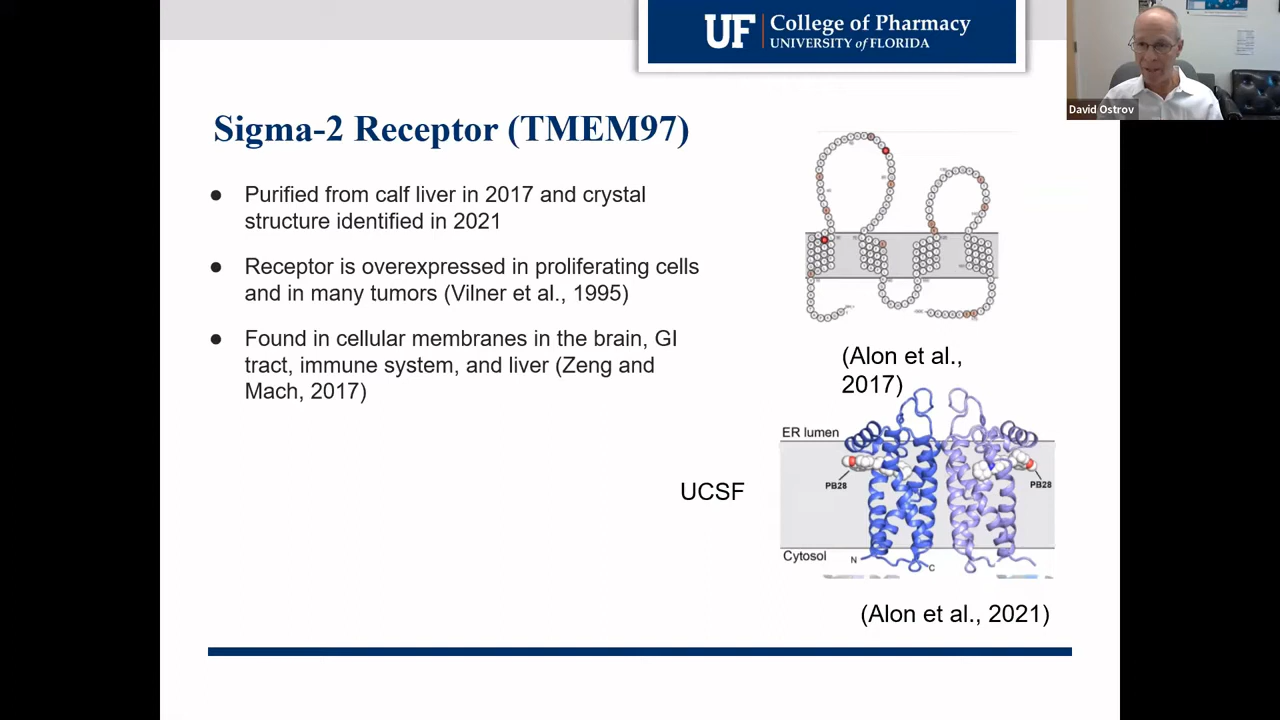 UF College of Pharmacy
UNIVERSITY of FLORIDA
David Ostrov
Sigma-2 Receptor (TMEM97)
● Purified from calf liver in 2017 and crystal
structure identified in 2021
● Receptor is overexpressed in proliferating cells
and in many tumors (Vilner et al., 1995)
● Found in cellular membranes in the brain, GI
tract, immune system, and liver (Zeng and
Mach, 2017)
(Alon et al.,
2017)
ER lumen
PB28
PB28
UCSF
Cytosol
N
C
(Alon et al., 2021)